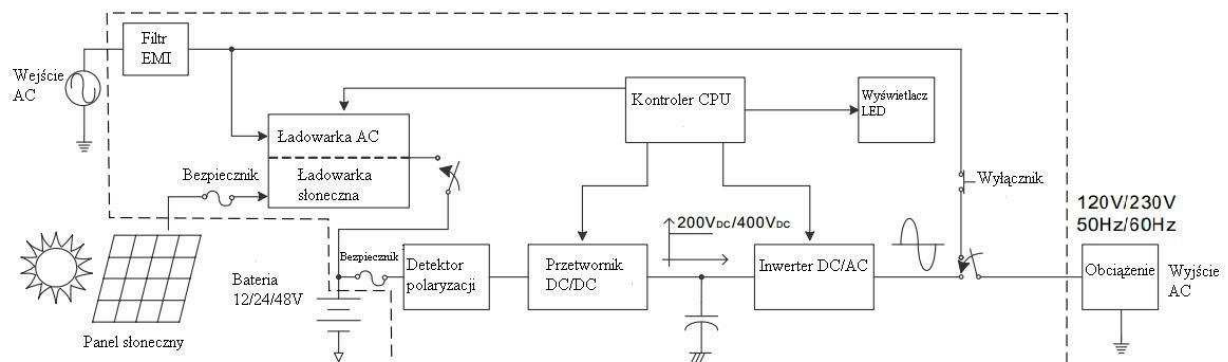 Filtr
EMI
Wejście
AC
Kontroler CPU
Wyświetlacz
LED
Ładowarka AC
Ładowarka
słoneczna
Bezpiecznik
Wyłącznik
120V/230V
50Hz/60Hz
200VDC/400VDC
Bezpiecznik
Detektor
polaryzacji
Przetwornik
DC/DC
Inwerter DC/AC
Obciążenie
Wyjście
AC
Bateria
12/24/48V
Panel słoneczny